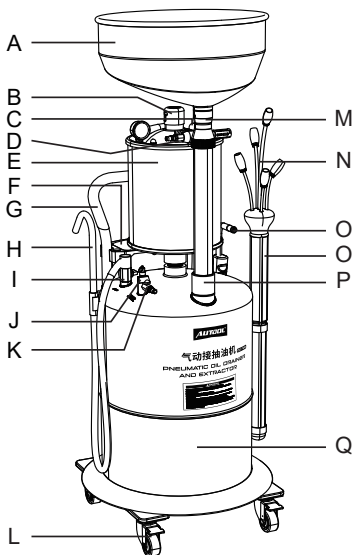 A
B
C
D
E
F
G
H
I
J
K
L
M
N
O
O
P
Q
AUTOOL
气动接抽油机
PNEUMATIC OIL DRAINER
AND EXTRACTOR